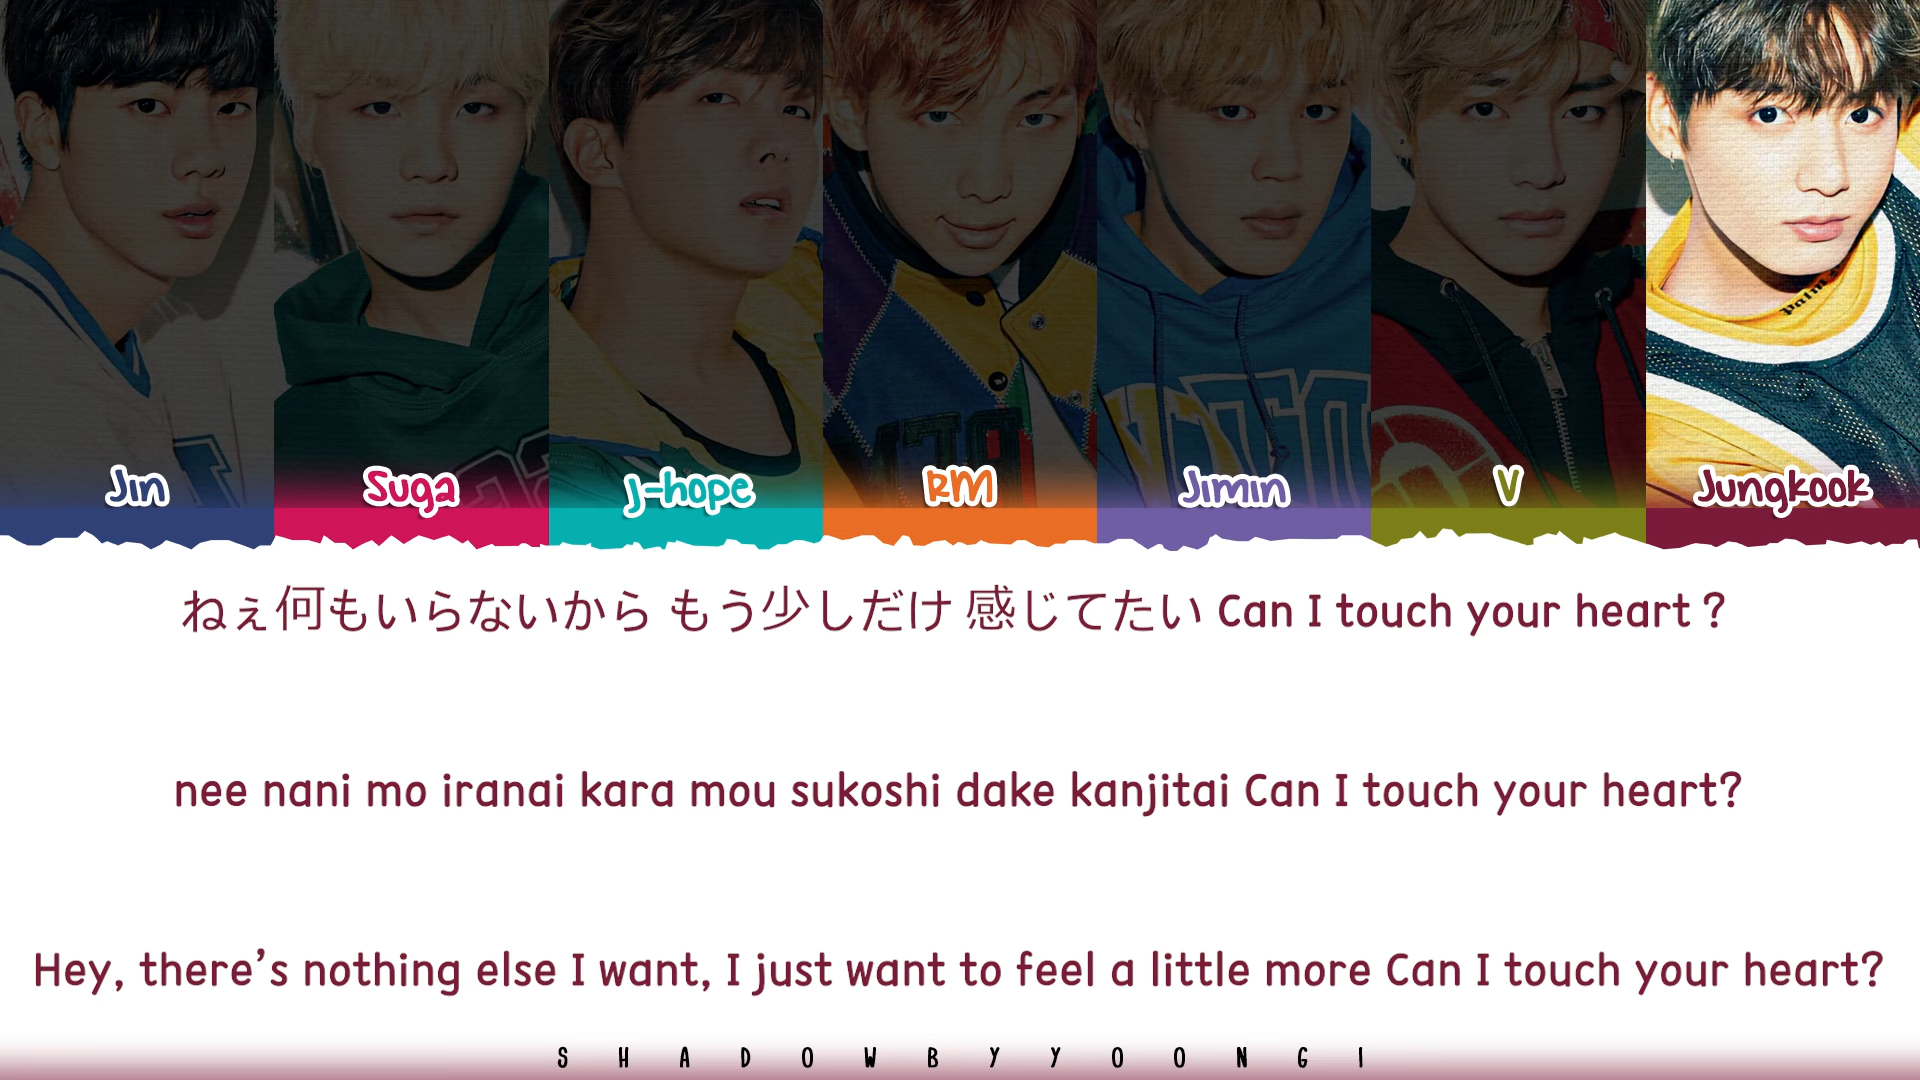 Jin Suga J-hope RM Jimin V Jungkook
ねぇ何もいらないから もう少しだけ 感じてたい Can I touch your heart ?
nee nani mo iranai kara mou sukoshi dake kanjitai Can I touch your heart?
Hey, there's nothing else I want, I just want to feel a little more Can I touch your heart?
SHADOWBYYOONGI